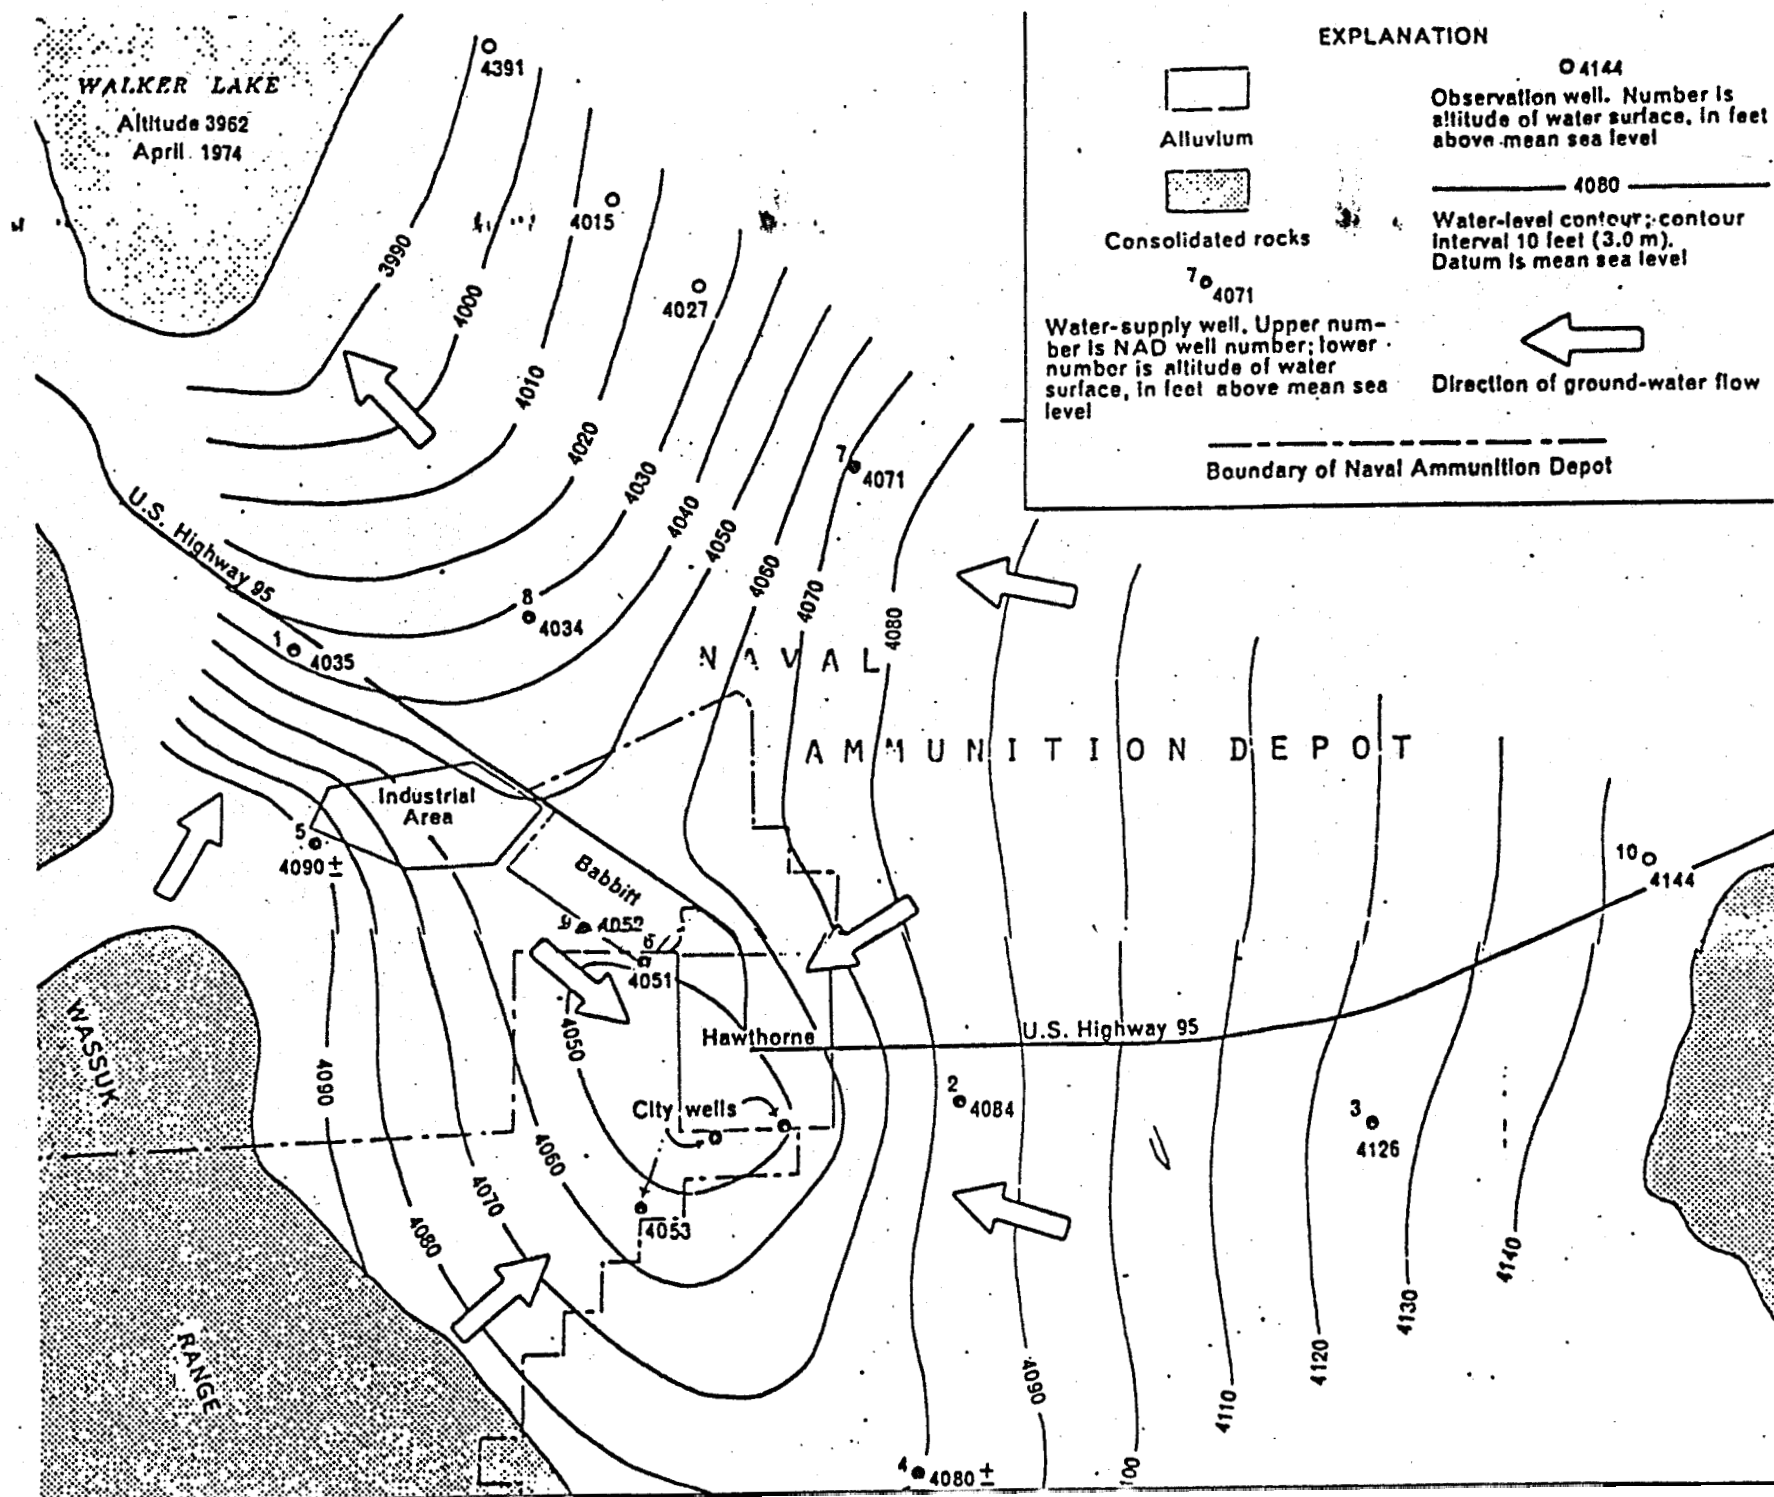 WALKER LAKE
Altitude 3962
April 1974
4391
4015
4027
3990
4000
4010
4020
4030
4040
4050
4060
4070
4080
7
4071
U.S. Highway 95
8
4034
1
4035
NAVAL
AMMUNITION DEPOT
Industrial
Area
5
4090±
Babbitt
9
4052
6
4051
10
4144
Hawthorne
U.S. Highway 95
City wells
2
4084
3
4126
4053
4050
4060
4070
4080
4090
WASSUK
RANGE
4
4080±
4090
100
4110
4120
4130
4140
EXPLANATION
Alluvium
Consolidated rocks
7
4071
Water-supply well. Upper num-
ber is NAD well number; lower
number is altitude of water
surface, in feet above mean sea
level
4144
Observation well. Number is
altitude of water surface, in feet
above mean sea level
4080
Water-level contour; contour
interval 10 feet (3.0 m).
Datum is mean sea level
Direction of ground-water flow
Boundary of Naval Ammunition Depot